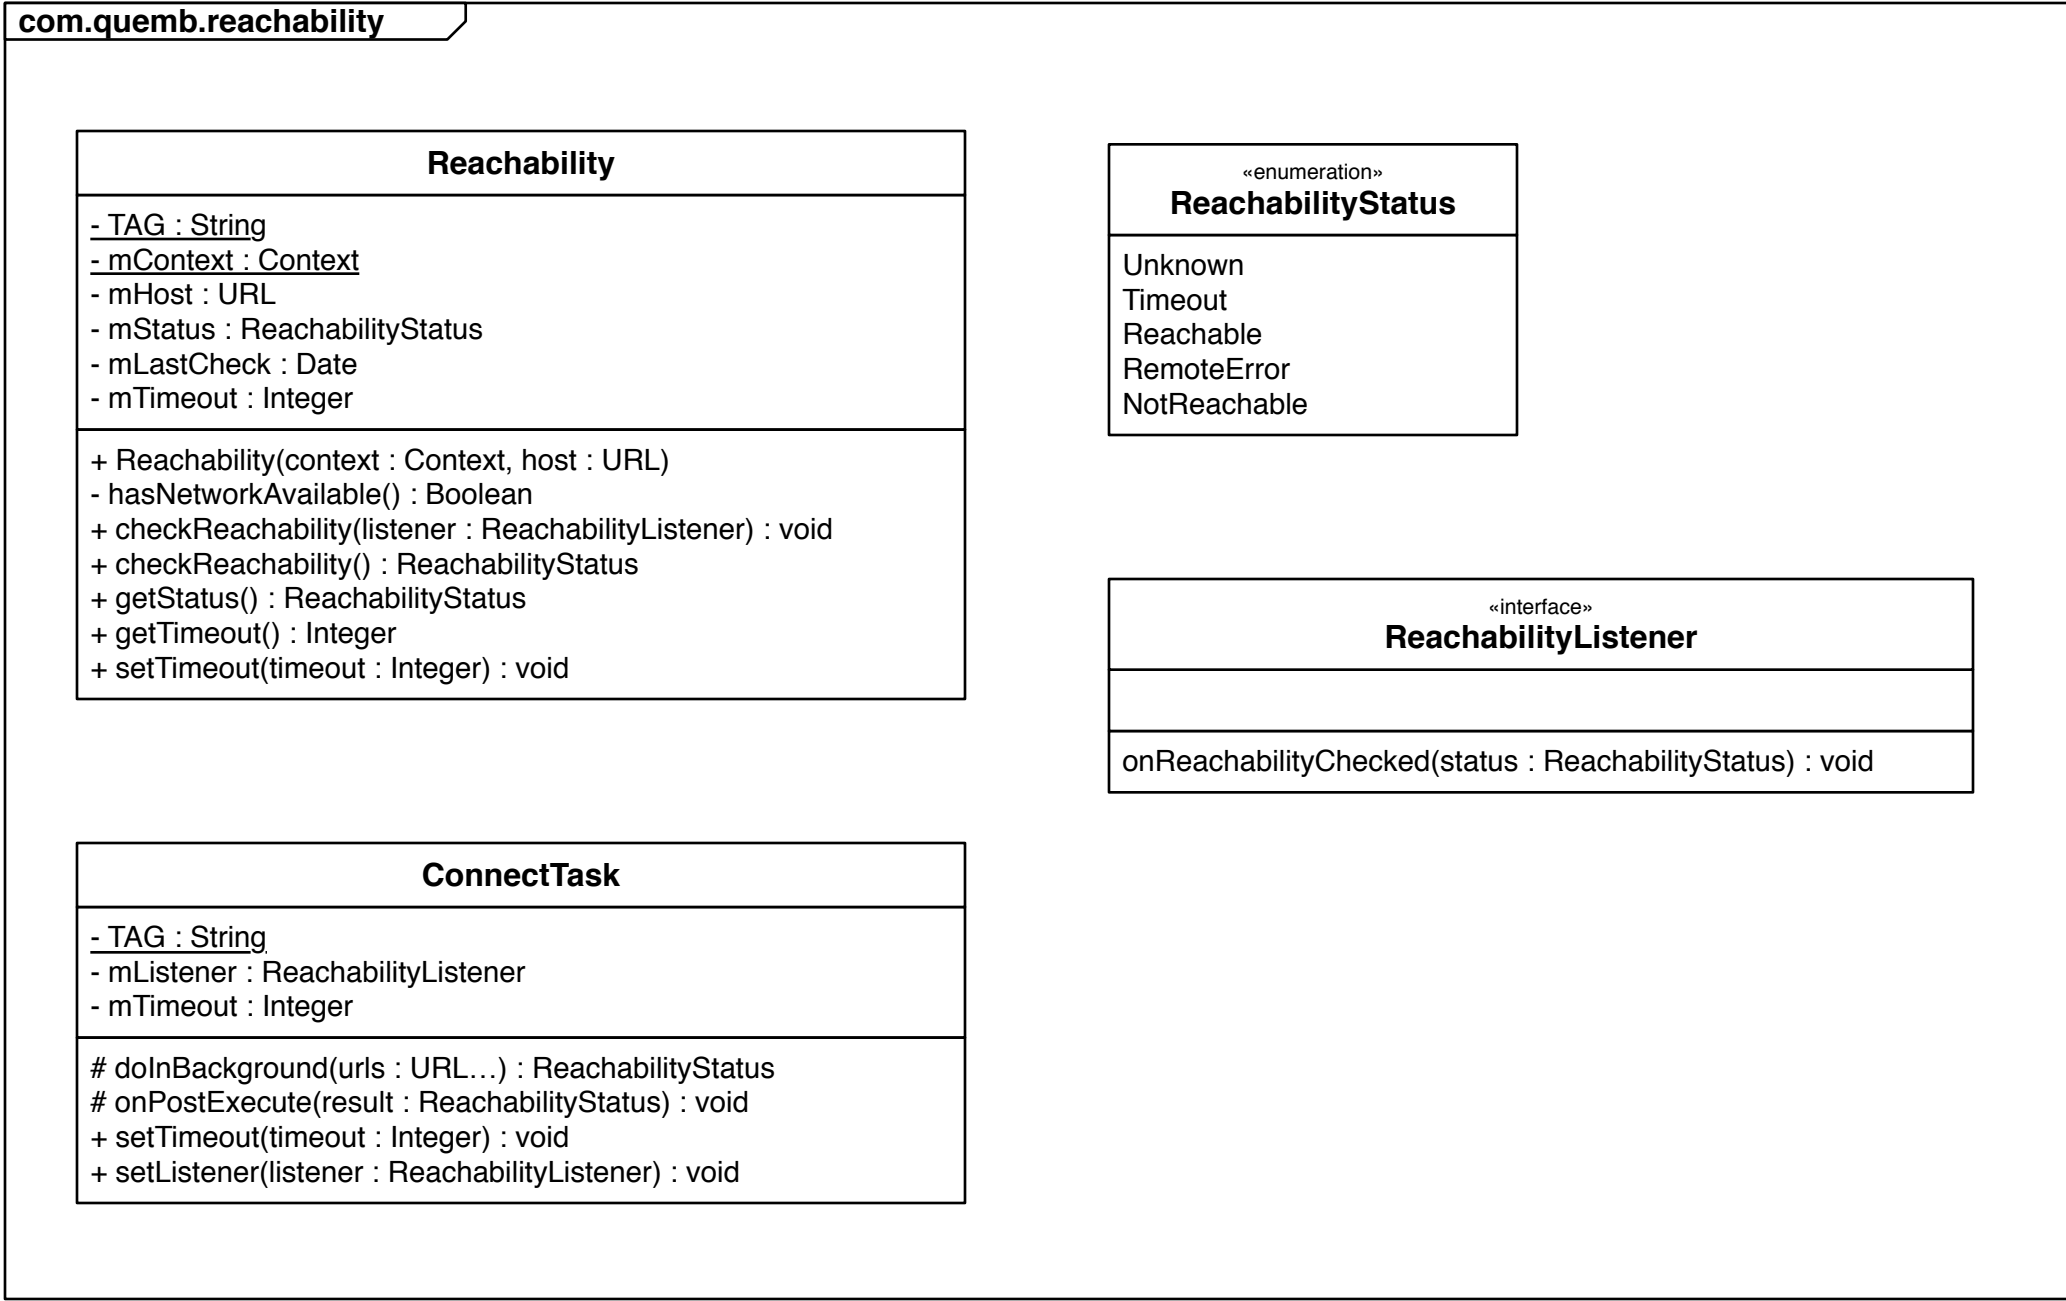 com.quemb.reachability
Reachability
- TAG : String
- mContext : Context
- mHost : URL
- mStatus : ReachabilityStatus
- mLastCheck : Date
- mTimeout : Integer
+ Reachability(context : Context, host : URL)
- hasNetworkAvailable() : Boolean
+ checkReachability(listener : ReachabilityListener) : void
+ checkReachability() : ReachabilityStatus
+ getStatus() : ReachabilityStatus
+ getTimeout() : Integer
+ setTimeout(timeout : Integer) : void
«enumeration»
ReachabilityStatus
Unknown
Timeout
Reachable
RemoteError
NotReachable
«interface»
ReachabilityListener
onReachabilityChecked(status : ReachabilityStatus) : void
ConnectTask
- TAG : String
- mListener : ReachabilityListener
- mTimeout : Integer
# doInBackground(urls : URL…) : ReachabilityStatus
# onPostExecute(result : ReachabilityStatus) : void
+ setTimeout(timeout : Integer) : void
+ setListener(listener : ReachabilityListener) : void